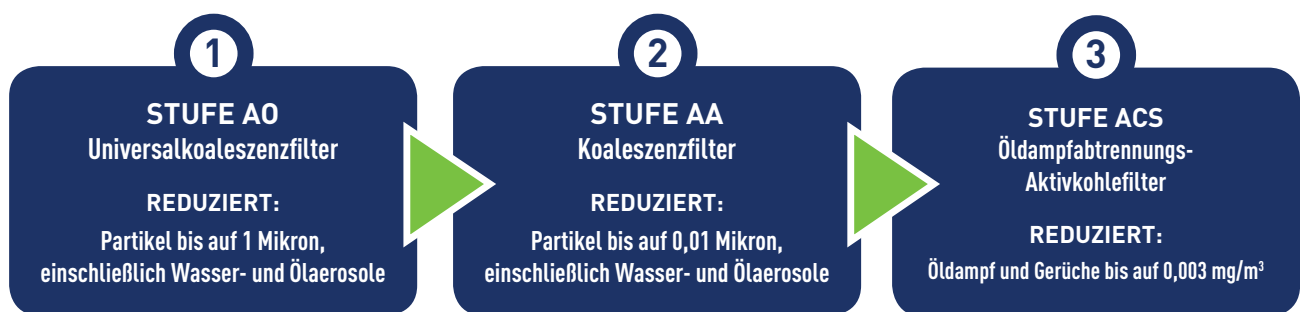 1
STUFE AO
Universalkoaleszenzfilter
REDUZIERT:
Partikel bis auf 1 Mikron,
einschließlich Wasser- und Ölaerosole
2
STUFE AA
Koaleszenzfilter
REDUZIERT:
Partikel bis auf 0,01 Mikron,
einschließlich Wasser- und Ölaerosole
3
STUFE ACS
Öldampfabtrennungs-
Aktivkohlefilter
REDUZIERT:
Öldampf und Gerüche bis auf 0,003 mg/m³